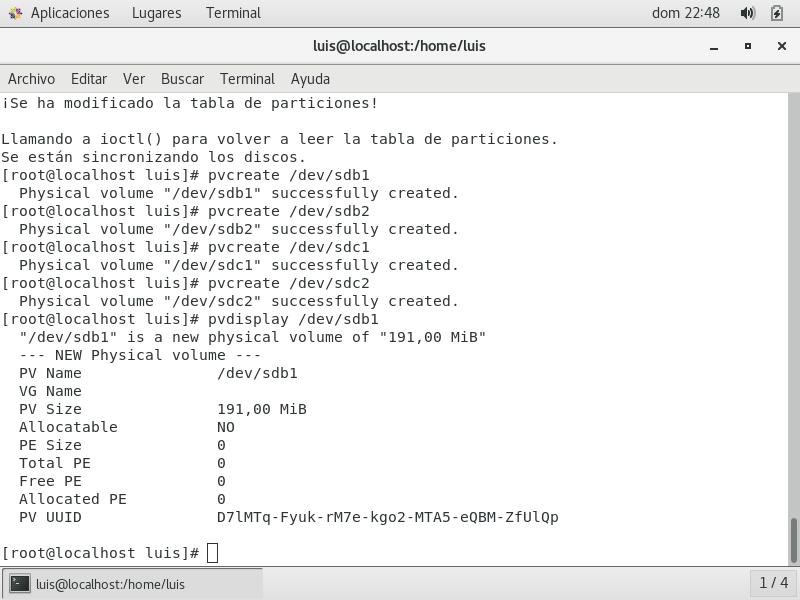 Aplicaciones Lugares Terminal dom 22:48
luis@localhost:/home/luis
Archivo Editar Ver Buscar Terminal Ayuda
¡Se ha modificado la tabla de particiones!
Llamando a ioctl() para volver a leer la tabla de particiones.
Se están sincronizando los discos.
[root@localhost luis]# pvcreate /dev/sdb1
  Physical volume "/dev/sdb1" successfully created.
[root@localhost luis]# pvcreate /dev/sdb2
  Physical volume "/dev/sdb2" successfully created.
[root@localhost luis]# pvcreate /dev/sdc1
  Physical volume "/dev/sdc1" successfully created.
[root@localhost luis]# pvcreate /dev/sdc2
  Physical volume "/dev/sdc2" successfully created.
[root@localhost luis]# pvdisplay /dev/sdb1
  "/dev/sdb1" is a new physical volume of "191,00 MiB"
  --- NEW Physical volume ---
  PV Name               /dev/sdb1
  VG Name
  PV Size               191,00 MiB
  Allocatable           NO
  PE Size               0
  Total PE              0
  Free PE               0
  Allocated PE          0
  PV UUID               D7lMTq-Fyuk-rM7e-kgo2-MTA5-eQBM-ZfUlQp
[root@localhost luis]#
luis@localhost:/home/luis 1 / 4